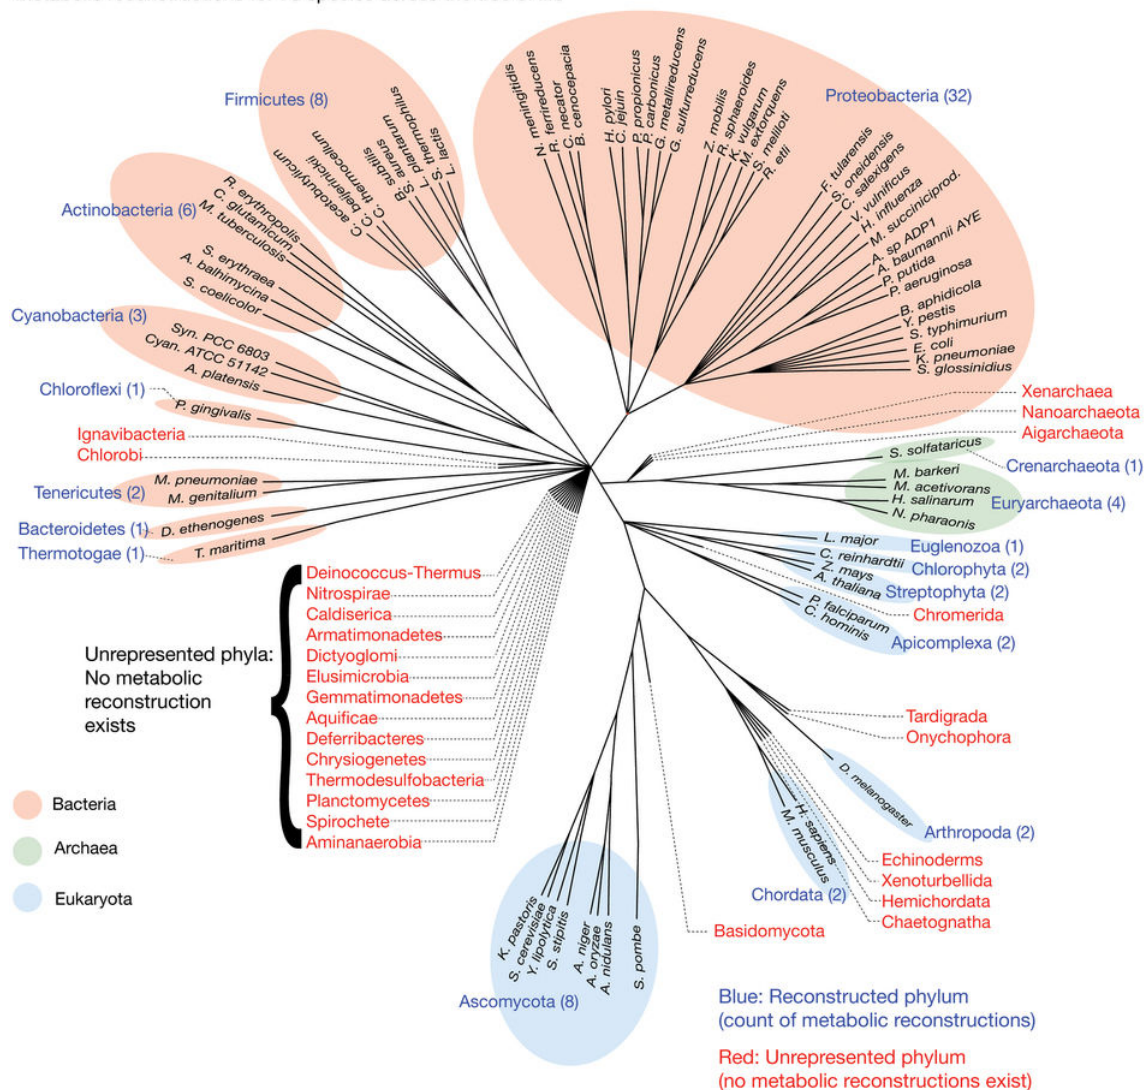 Firmicutes (8)
C. acetobutylicum
C. beijerinckii
C. thermocellum
B. subtilis
S. aureus
L. plantarum
S. thermophilus
L. lactis
Proteobacteria (32)
N. meningitidis
R. ferrireducens
C. necator
B. cenocepacia
H. pylori
C. jejuin
P. propionicus
P. carbonicus
G. metallireducens
G. sulfurreducens
Z. mobilis
R. sphaeroides
K. vulgarum
M. extorquens
S. meliloti
R. etli
F. tularensis
S. oneidensis
C. salexigens
V. vulnificus
H. influenza
M. succiniciprod.
A. sp ADP1
A. baumannii AYE
P. putida
P. aeruginosa
B. aphidicola
Y. pestis
S. typhimurium
E. coli
K. pneumoniae
S. glossinidius
Actinobacteria (6)
R. erythropolis
C. glutamicum
M. tuberculosis
S. erythraea
A. balhimycina
S. coelicolor
Cyanobacteria (3)
Syn. PCC 6803
Cyan. ATCC 51142
A. platensis
Chloroflexi (1)
P. gingivalis
Ignavibacteria
Chlorobi
Tenericutes (2)
M. pneumoniae
M. genitalium
Bacteroidetes (1)
D. ethenogenes
Thermotogae (1)
T. maritima
Xenarchaea
Nanoarchaeota
Aigarchaeota
S. solfataricus
Crenarchaeota (1)
M. barkeri
M. acetivorans
H. salinarum
N. pharaonis
Euryarchaeota (4)
L. major
Euglenozoa (1)
C. reinhardtii
Chlorophyta (2)
Z. mays
A. thaliana
Streptophyta (2)
Chromerida
P. falciparum
C. hominis
Apicomplexa (2)
Unrepresented phyla:
No metabolic
reconstruction
exists
Deinococcus-Thermus
Nitrospirae
Caldiserica
Armatimonadetes
Dictyoglomi
Elusimicrobia
Gemmatimonadetes
Aquificae
Deferribacteres
Chrysiogenetes
Thermodesulfobacteria
Planctomycetes
Spirochete
Aminanaerobia
Tardigrada
Onychophora
D. melanogaster
Arthropoda (2)
H. sapiens
M. musculus
Chordata (2)
Echinoderms
Xenoturbellida
Hemichordata
Chaetognatha
Basidomycota
K. pastoris
S. cerevisiae
Y. lipolytica
S. stipitis
A. niger
A. oryzae
A. nidulans
S. pombe
Ascomycota (8)
Bacteria
Archaea
Eukaryota
Blue: Reconstructed phylum
(count of metabolic reconstructions)
Red: Unrepresented phylum
(no metabolic reconstructions exist)